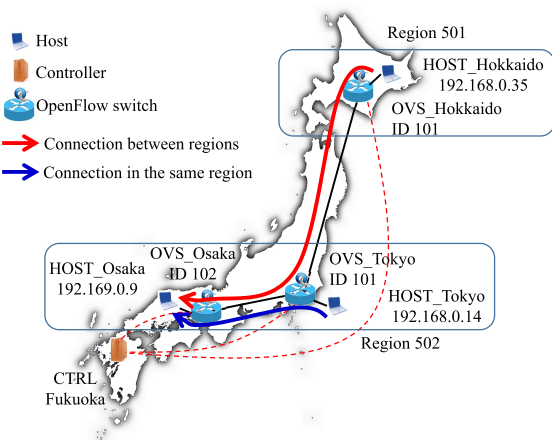 Host
Controller
OpenFlow switch
Connection between regions
Connection in the same region
Region 501
HOST_Hokkaido
192.168.0.35
OVS_Hokkaido
ID 101
OVS_Osaka
ID 102
HOST_Osaka
192.169.0.9
OVS_Tokyo
ID 101
HOST_Tokyo
192.168.0.14
Region 502
CTRL
Fukuoka